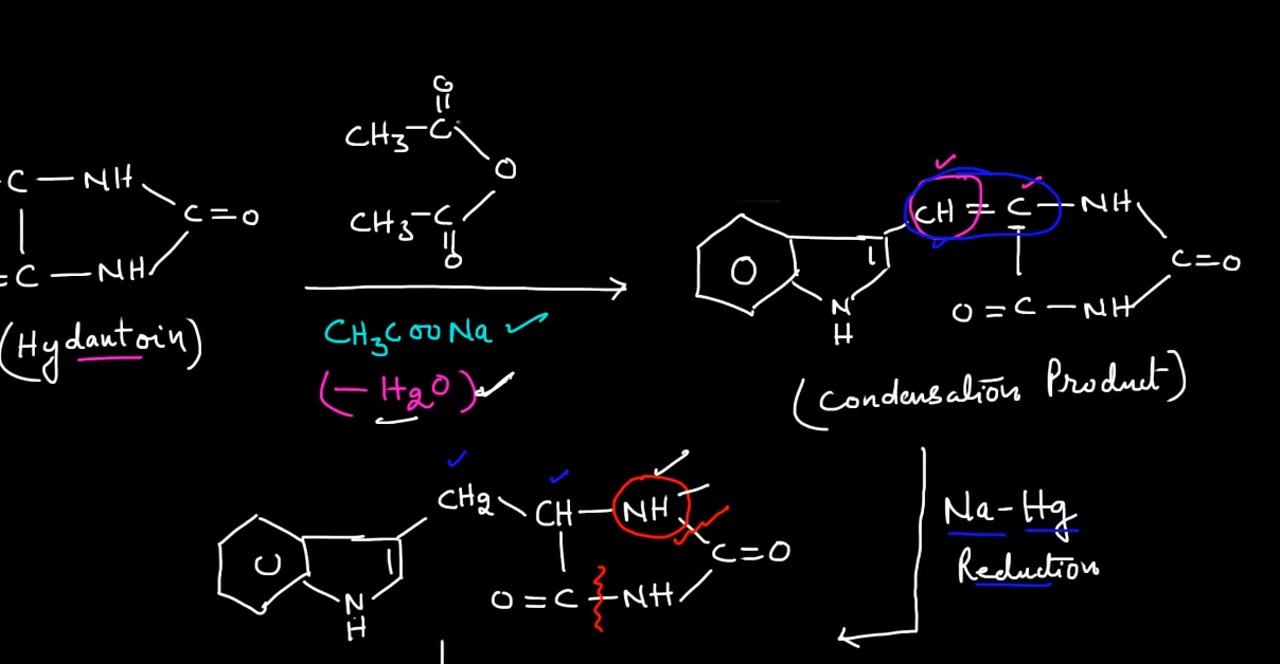 O
||
CH3-C
O
CH3-C
||
O
C-NH
C=O
=C-NH
(Hydantoin)
CH3COONa ✓
(-H2O) ✓
CH=C-NH
C=O
O=C-NH
N
H
(Condensation Product)
Na-Hg
Reduction
CH2
CH-NH
C=O
O=C-NH
N
H